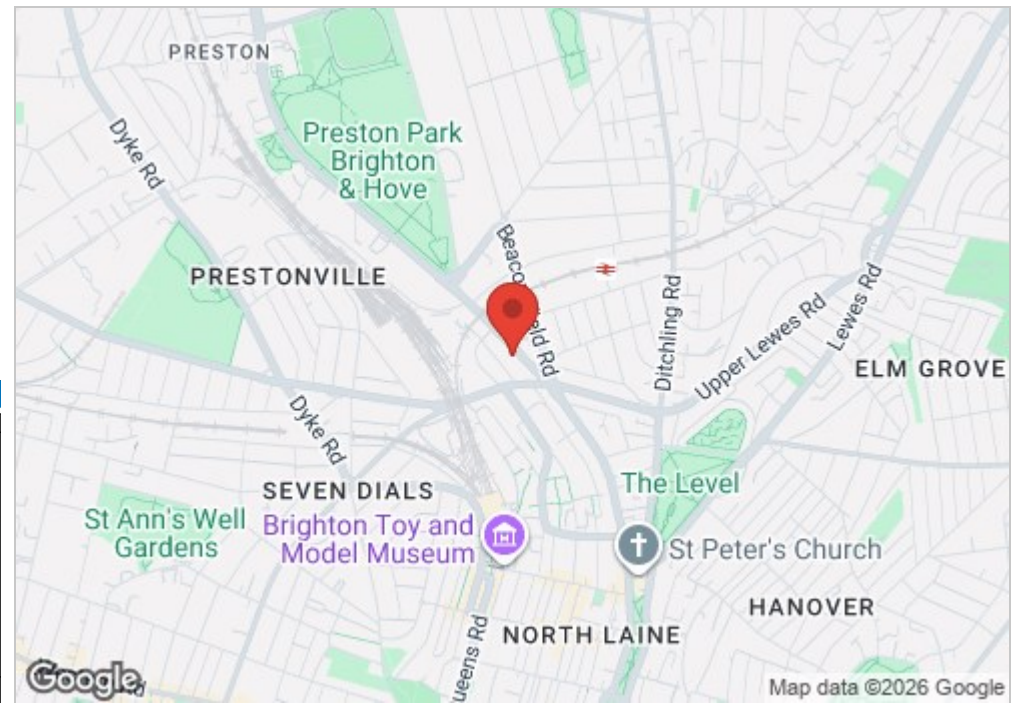 PRESTON
Dyke Rd
Preston Park
Brighton
& Hove
PRESTONVILLE
Ditchling Rd
Upper Lewes Rd
Lewes Rd
ELM GROVE
Dyke Rd
SEVEN DIALS
The Level
St Ann's Well
Gardens
Brighton Toy and
Model Museum
St Peter's Church
HANOVER
NORTH LAINE
Google
Map data ©2026 Google